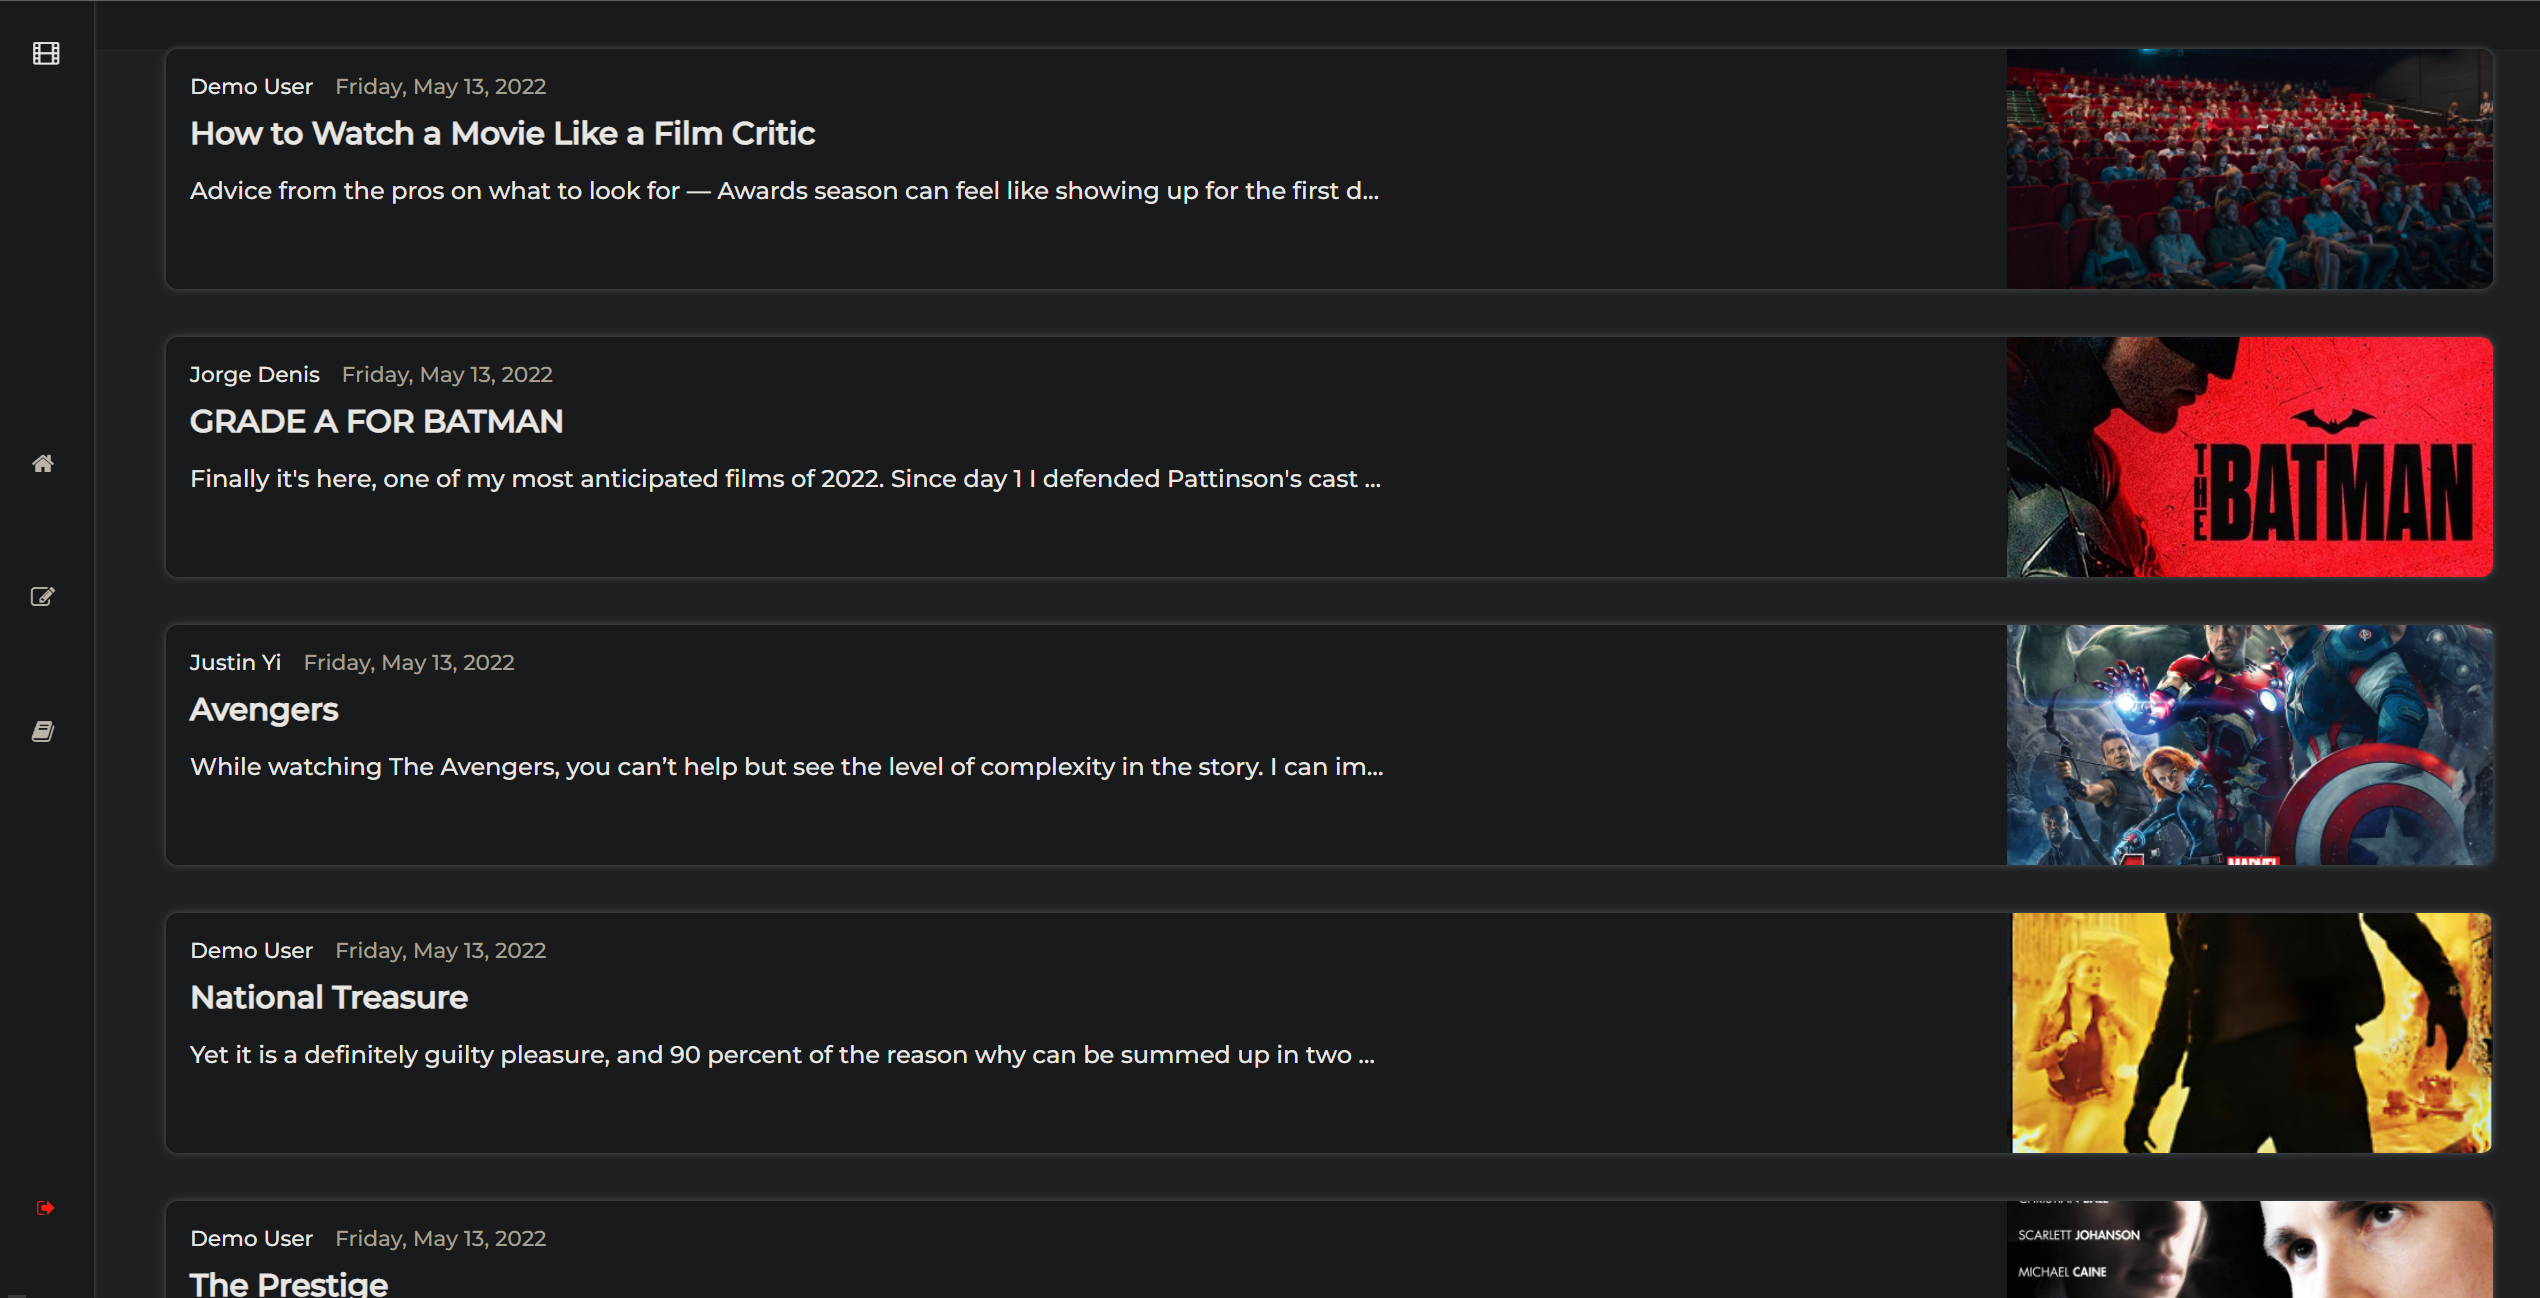 Demo User Friday, May 13, 2022
How to Watch a Movie Like a Film Critic
Advice from the pros on what to look for — Awards season can feel like showing up for the first d...
Jorge Denis Friday, May 13, 2022
GRADE A FOR BATMAN
Finally it's here, one of my most anticipated films of 2022. Since day 1 I defended Pattinson's cast ...
THE BATMAN
Justin Yi Friday, May 13, 2022
Avengers
While watching The Avengers, you can’t help but see the level of complexity in the story. I can im...
MARVEL
Demo User Friday, May 13, 2022
National Treasure
Yet it is a definitely guilty pleasure, and 90 percent of the reason why can be summed up in two ...
Demo User Friday, May 13, 2022
The Prestige
SCARLETT JOHANSON
MICHAEL CAINE